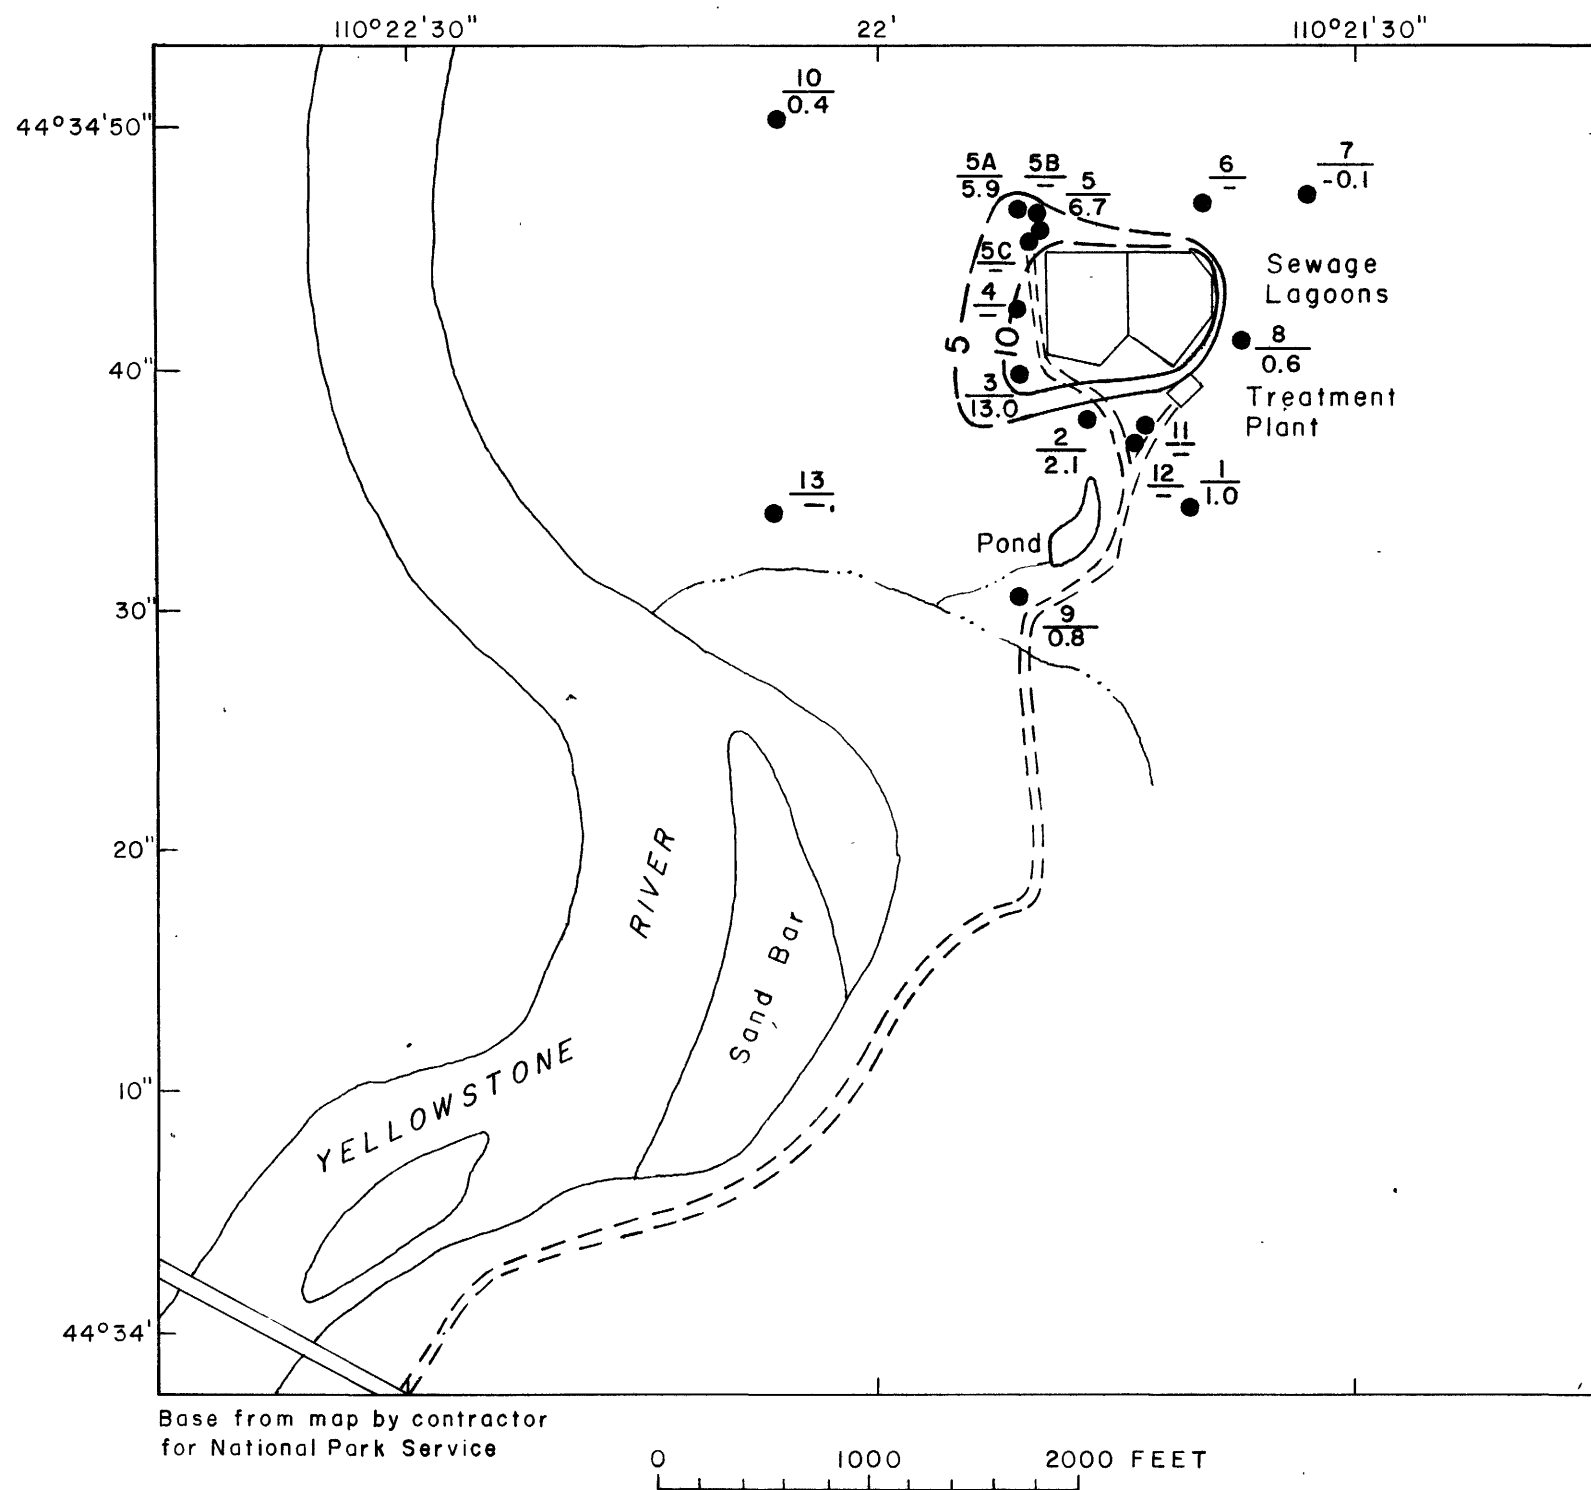 110°22'30" 22' 110°21'30"
10
0.4
44°34'50"
5A
5.9
5B
–
5
6.7
6
–
7
-0.1
5C
–
Sewage
Lagoons
4
–
5
10
8
0.6
40"
3
13.0
Treatment
Plant
2
2.1
11
–
12
–
1
1.0
13
–
Pond
30"
9
0.8
20"
RIVER
Sand Bar
10"
YELLOWSTONE
44°34'
Base from map by contractor
for National Park Service
0 1000 2000 FEET